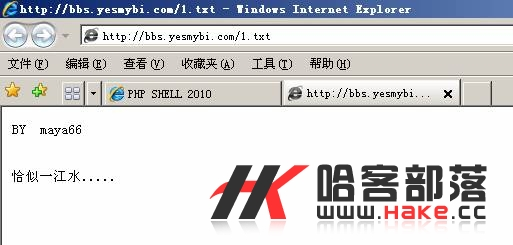 http://bbs.yesmybi.com/1.txt - Windows Internet Explorer
http://bbs.yesmybi.com/1.txt
文件(F) 编辑(E) 查看(V) 收藏夹(A) 工具(T) 帮助(H)
PHP SHELL 2010
http://bbs.yesmybi....
BY maya66
恰似一江水.....
HK 哈客部落
www.Hake.cc